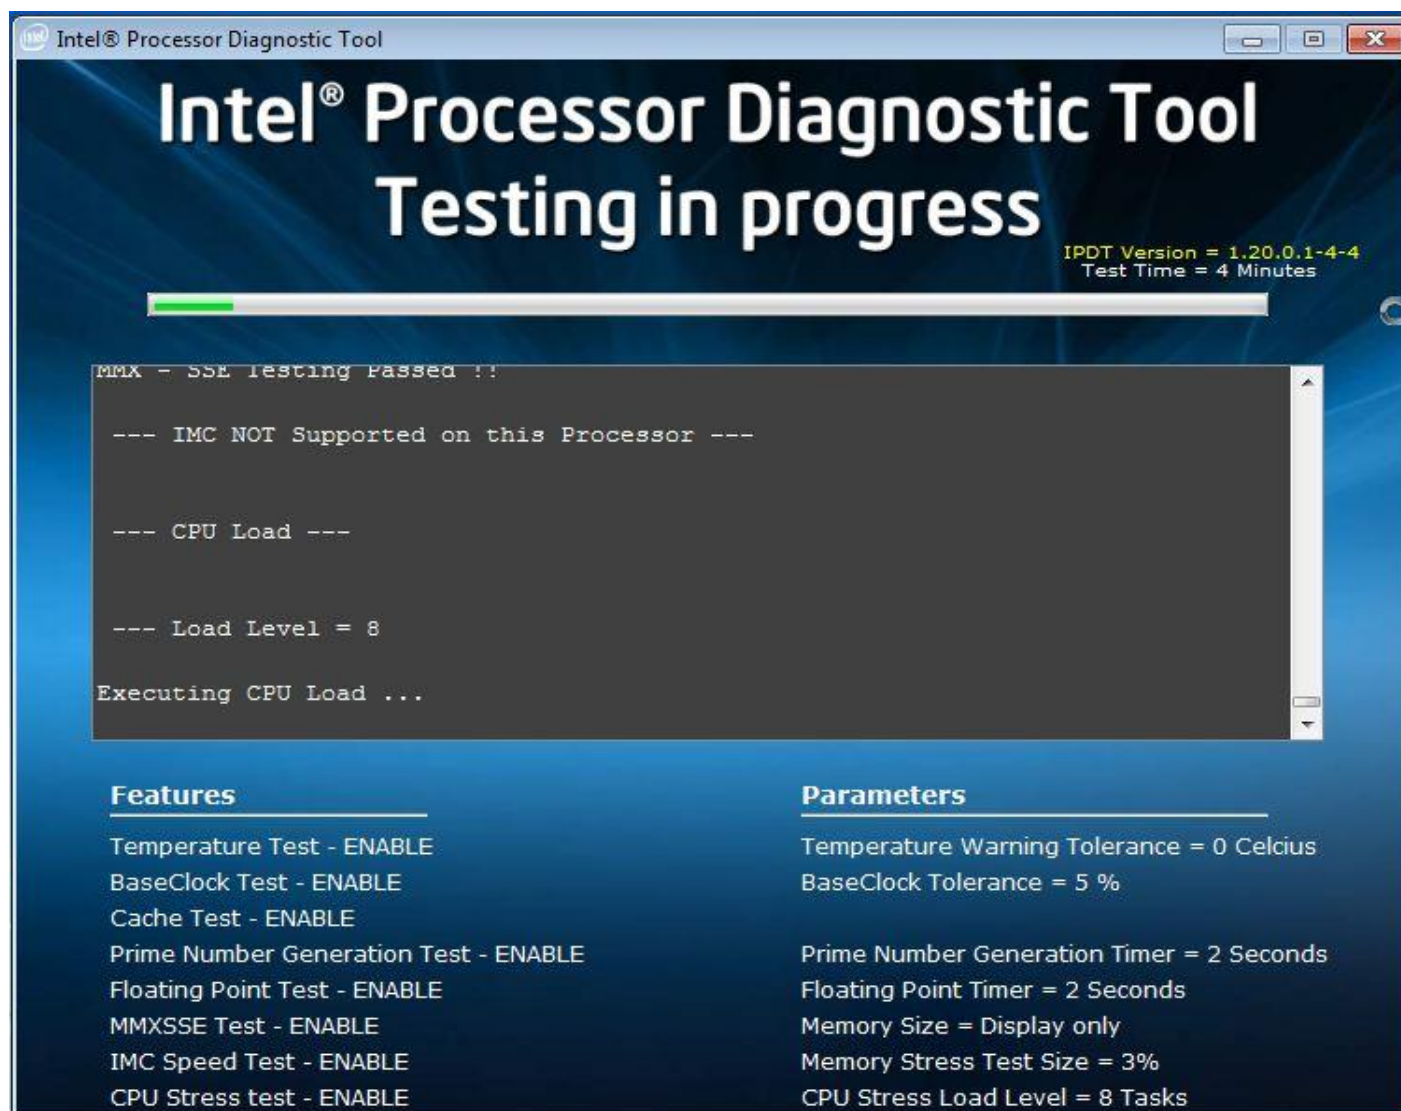 Intel® Processor Diagnostic Tool
Intel® Processor Diagnostic Tool
Testing in progress
IPDT Version = 1.20.0.1-4-4
Test Time = 4 Minutes
MMX - SSE Testing Passed !!
--- IMC NOT Supported on this Processor ---
--- CPU Load ---
--- Load Level = 8
Executing CPU Load ...
Features
Temperature Test - ENABLE
BaseClock Test - ENABLE
Cache Test - ENABLE
Prime Number Generation Test - ENABLE
Floating Point Test - ENABLE
MMXSSE Test - ENABLE
IMC Speed Test - ENABLE
CPU Stress test - ENABLE
Parameters
Temperature Warning Tolerance = 0 Celcius
BaseClock Tolerance = 5 %
Prime Number Generation Timer = 2 Seconds
Floating Point Timer = 2 Seconds
Memory Size = Display only
Memory Stress Test Size = 3%
CPU Stress Load Level = 8 Tasks